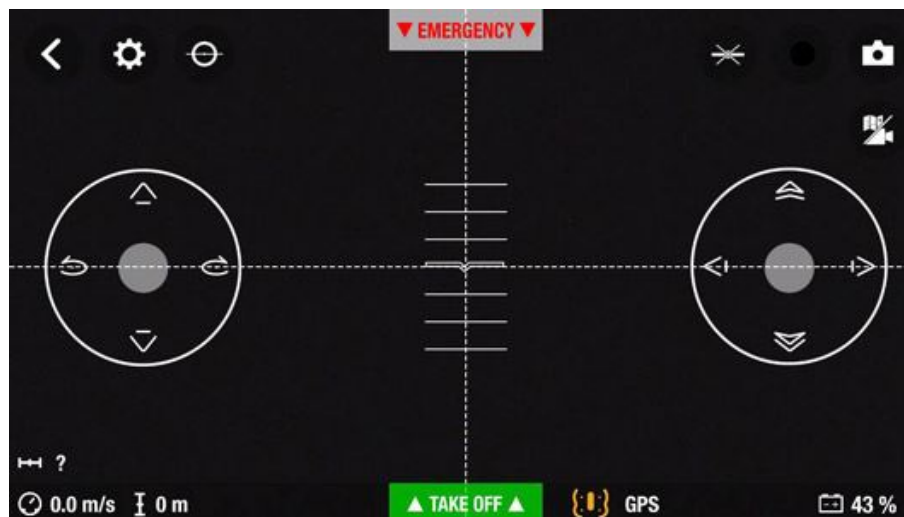 ▼ EMERGENCY ▼
?
0.0 m/s 0 m ▲ TAKE OFF ▲ GPS 43 %